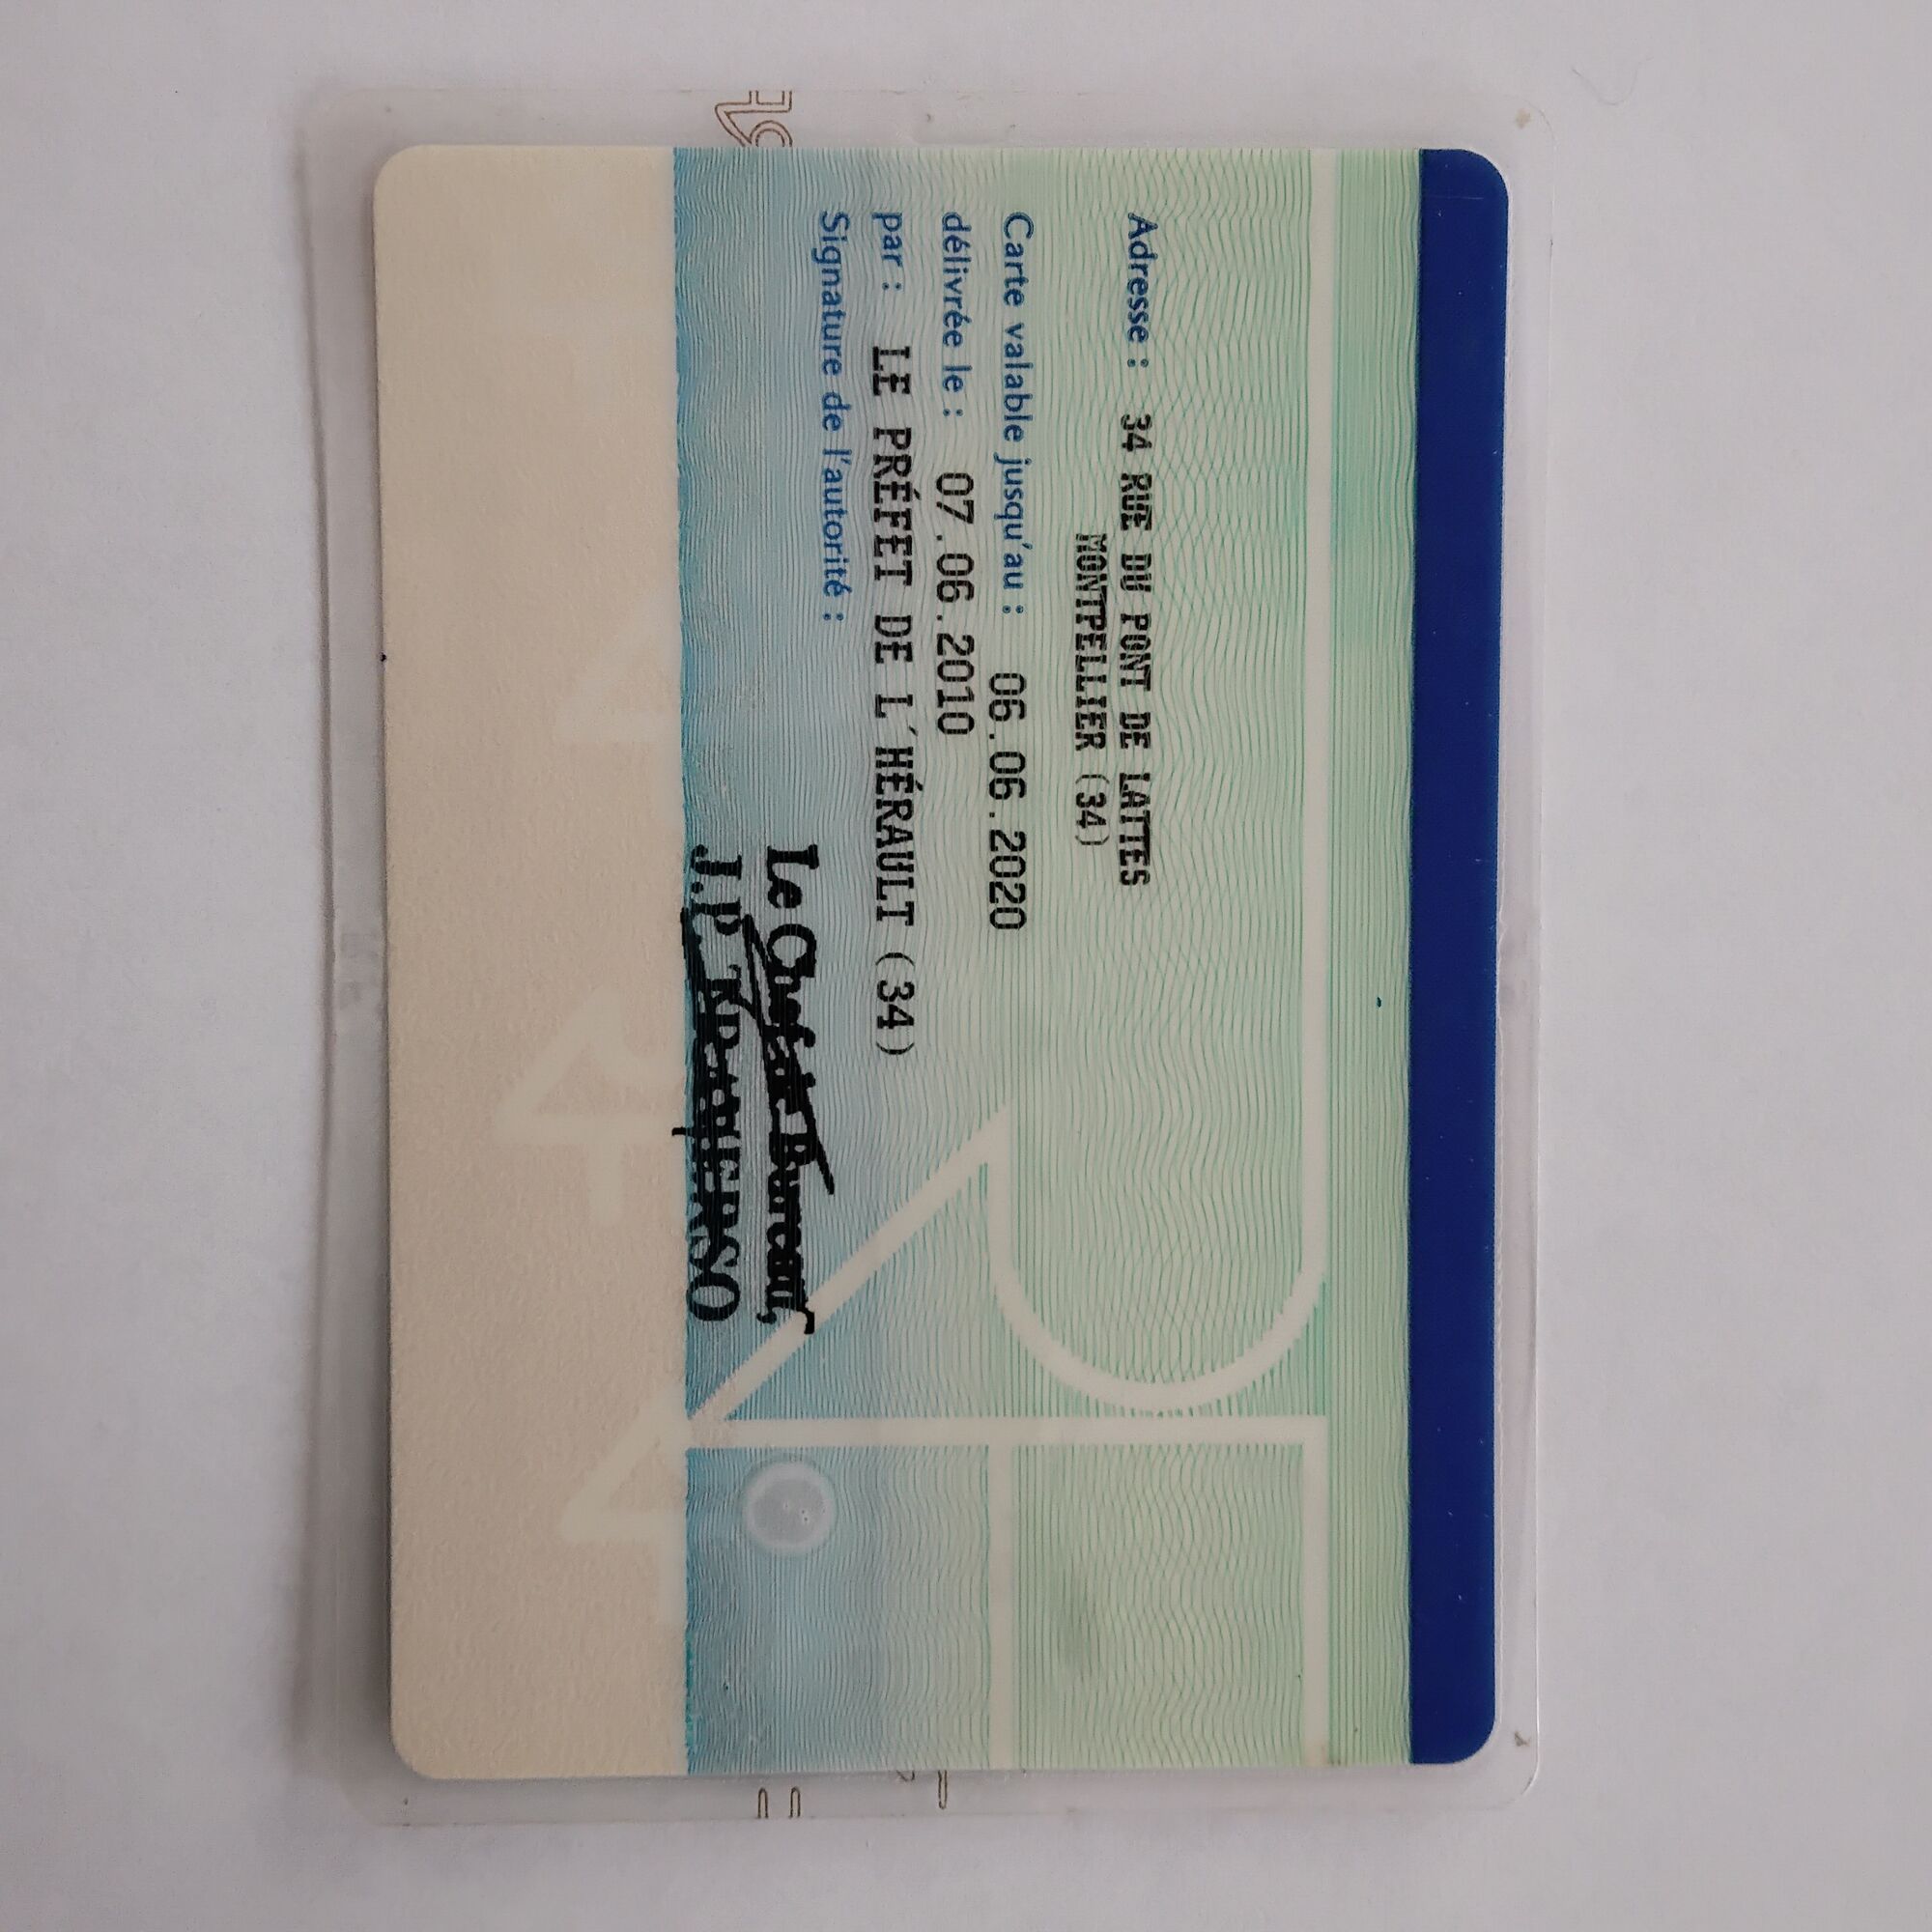 Adresse : 34 RUE DU PONT DE LATTES
MONTPELLIER (34)
Carte valable jusqu'au : 06.06.2020
délivrée le : 07.06.2010
par : LE PRÉFET DE L'HÉRAULT (34)
Signature de l'autorité :
Le Chef de Bureau,
J.P.